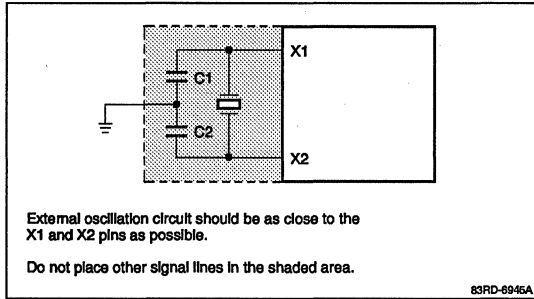 X1
C1
C2
X2
External oscillation circuit should be as close to the
X1 and X2 pins as possible.
Do not place other signal lines in the shaded area.
83RD-6945A